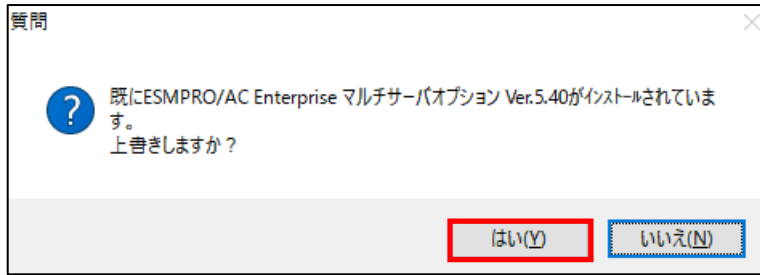 質問
既にESMPRO/AC Enterprise マルチサーバオプション Ver.5.40がインストールされていま
す。
上書きしますか？
はい(Y)
いいえ(N)